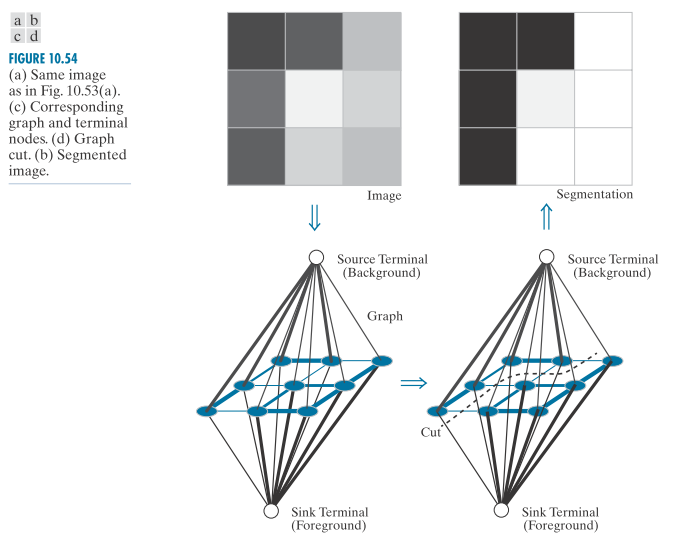 a b
c d
FIGURE 10.54
(a) Same image
as in Fig. 10.53(a).
(c) Corresponding
graph and terminal
nodes. (d) Graph
cut. (b) Segmented
image.
Image
Segmentation
Source Terminal
(Background)
Graph
Sink Terminal
(Foreground)
Source Terminal
(Background)
Cut
Sink Terminal
(Foreground)